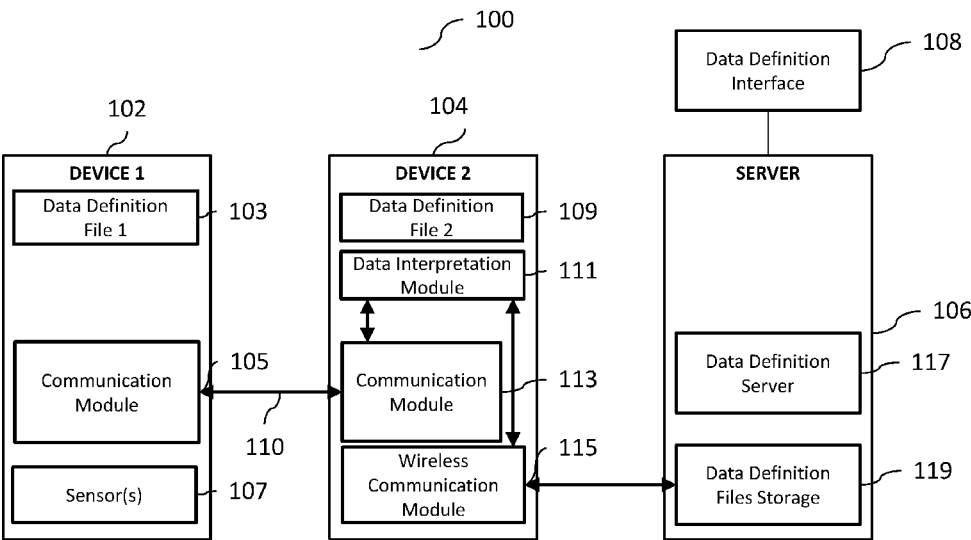 100
108
Data Definition
Interface
102
104
DEVICE 1
DEVICE 2
SERVER
Data Definition
File 1
103
Data Definition
File 2
109
Data Interpretation
Module
111
106
Communication
Module
105
110
Communication
Module
113
Data Definition
Server
117
Sensor(s)
107
Wireless
Communication
Module
115
Data Definition
Files Storage
119